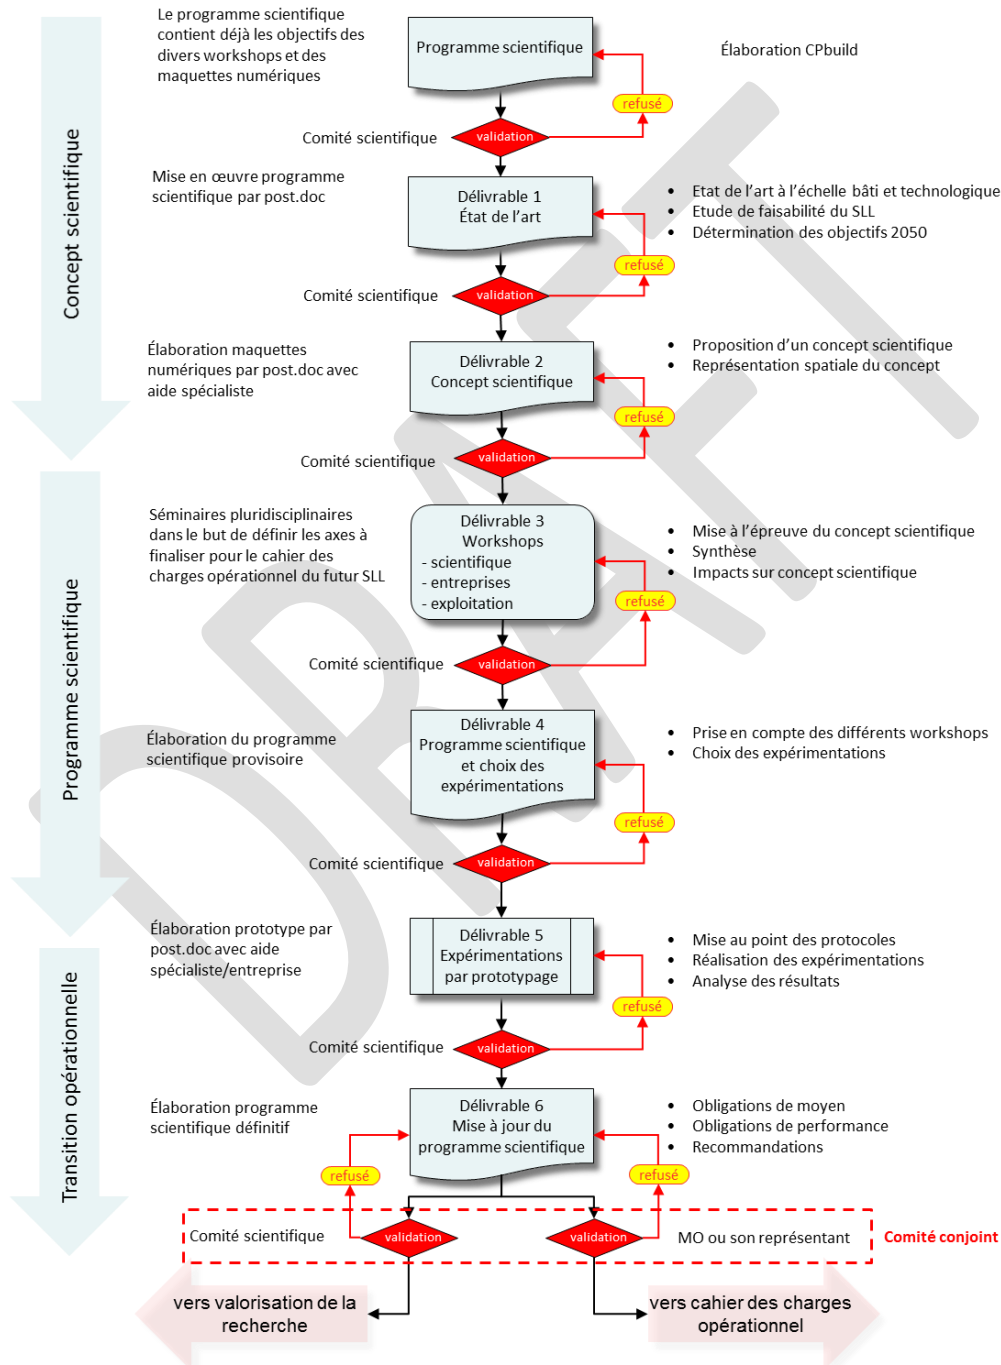 Le programme scientifique
contient déjà les objectifs des
divers workshops et des
maquettes numériques
Programme scientifique
Élaboration CPbuild
refusé
Comité scientifique
validation
Concept scientifique
Mise en œuvre programme
scientifique par post.doc
Délivrable 1
État de l'art
• Etat de l'art à l'échelle bâti et technologique
• Etude de faisabilité du SLL
• Détermination des objectifs 2050
refusé
Comité scientifique
validation
Élaboration maquettes
numériques par post.doc avec
aide spécialiste
Délivrable 2
Concept scientifique
• Proposition d'un concept scientifique
• Représentation spatiale du concept
refusé
Comité scientifique
validation
Programme scientifique
Séminaires pluridisciplinaires
dans le but de définir les axes à
finaliser pour le cahier des
charges opérationnel du futur SLL
Délivrable 3
Workshops
- scientifique
- entreprises
- exploitation
• Mise à l'épreuve du concept scientifique
• Synthèse
• Impacts sur concept scientifique
refusé
Comité scientifique
validation
Élaboration du programme
scientifique provisoire
Délivrable 4
Programme scientifique
et choix des
expérimentations
• Prise en compte des différents workshops
• Choix des expérimentations
refusé
Comité scientifique
validation
Transition opérationnelle
Élaboration prototype par
post.doc avec aide
spécialiste/entreprise
Délivrable 5
Expérimentations
par prototypage
• Mise au point des protocoles
• Réalisation des expérimentations
• Analyse des résultats
refusé
Comité scientifique
validation
Élaboration programme
scientifique définitif
Délivrable 6
Mise à jour du
programme scientifique
• Obligations de moyen
• Obligations de performance
• Recommandations
refusé
refusé
Comité scientifique
validation
validation
MO ou son représentant
Comité conjoint
vers valorisation de la
recherche
vers cahier des charges
opérationnel
DRAFT